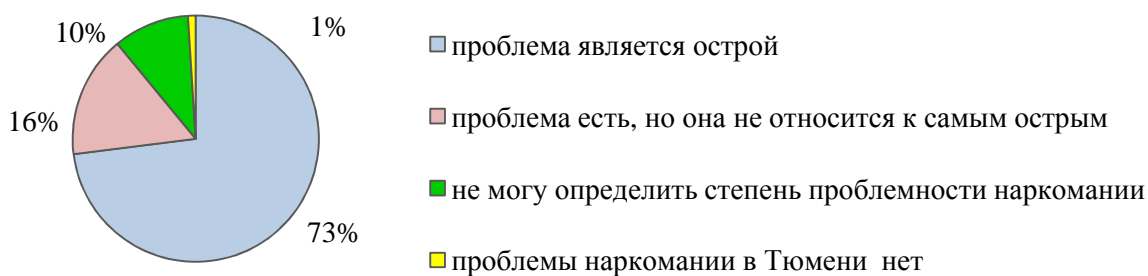 10%
1%
проблема является острой
16%
проблема есть, но она не относится к самым острым
не могу определить степень проблемности наркомании
73%
проблемы наркомании в Тюмени нет